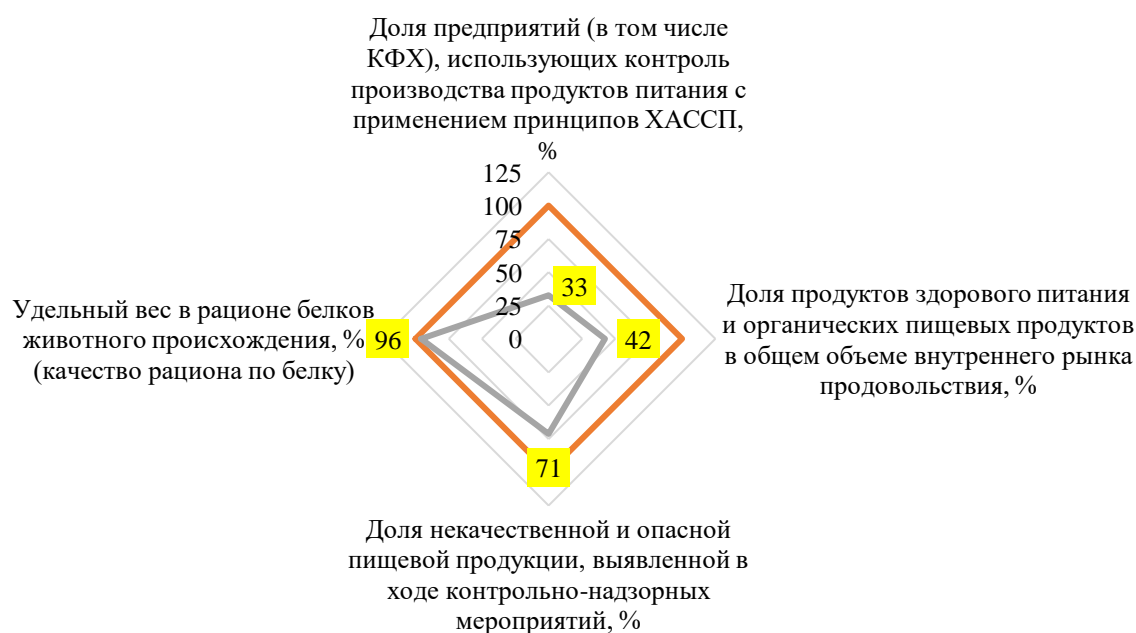 Доля предприятий (в том числе
КФХ), использующих контроль
производства продуктов питания с
применением принципов ХАССП,
%
125
100
75
50
25
0
33
42
71
96
Доля продуктов здорового питания
и органических пищевых продуктов
в общем объеме внутреннего рынка
продовольствия, %
Доля некачественной и опасной
пищевой продукции, выявленной в
ходе контрольно-надзорных
мероприятий, %
Удельный вес в рационе белков
животного происхождения, %
(качество рациона по белку)